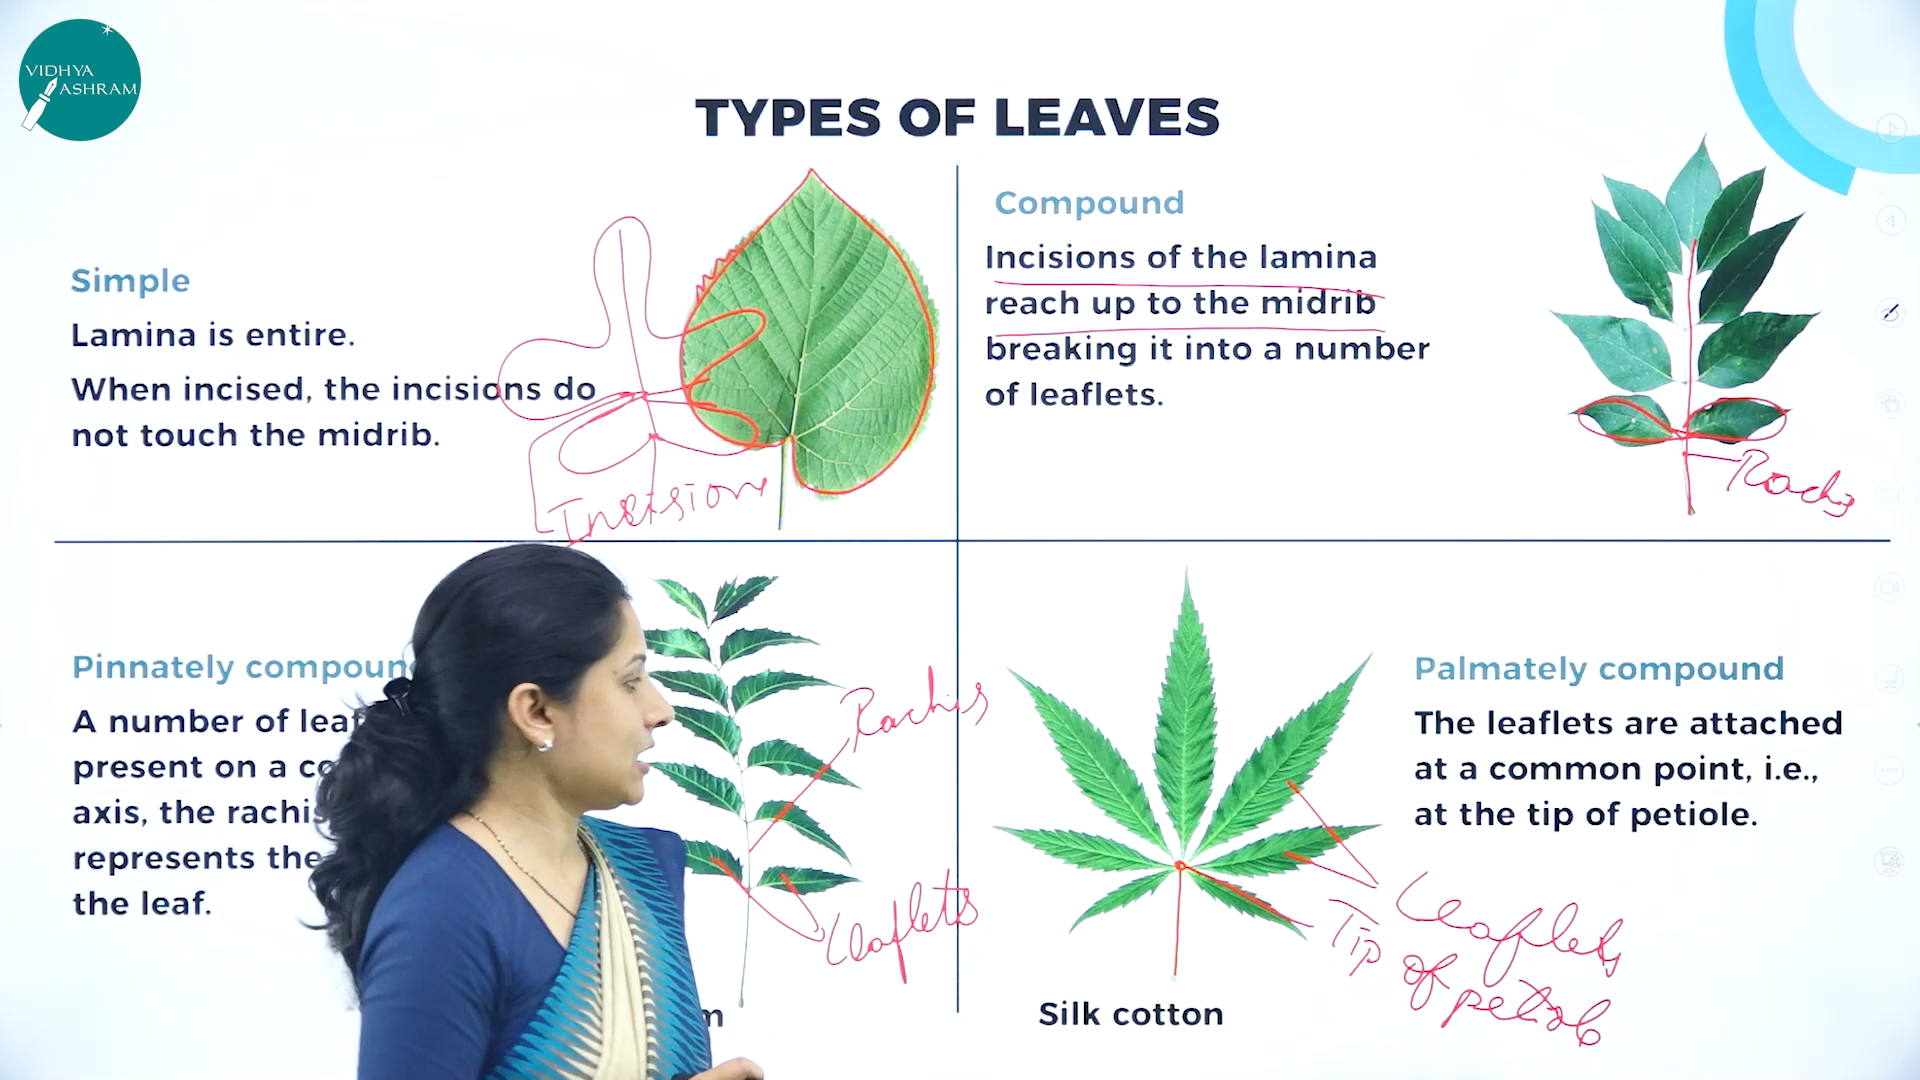 VIDHYA
ASHRAM
TYPES OF LEAVES
Simple
Lamina is entire.
When incised, the incisions do
not touch the midrib.
Incision
Compound
Incisions of the lamina
reach up to the midrib
breaking it into a number
of leaflets.
Rachis
Pinnately compoun
A number of leaf
present on a co
axis, the rachis
represents the
the leaf.
Rachis
Leaflets
m
Palmately compound
The leaflets are attached
at a common point, i.e.,
at the tip of petiole.
Leaflets
Tip
of
petiole
Silk cotton